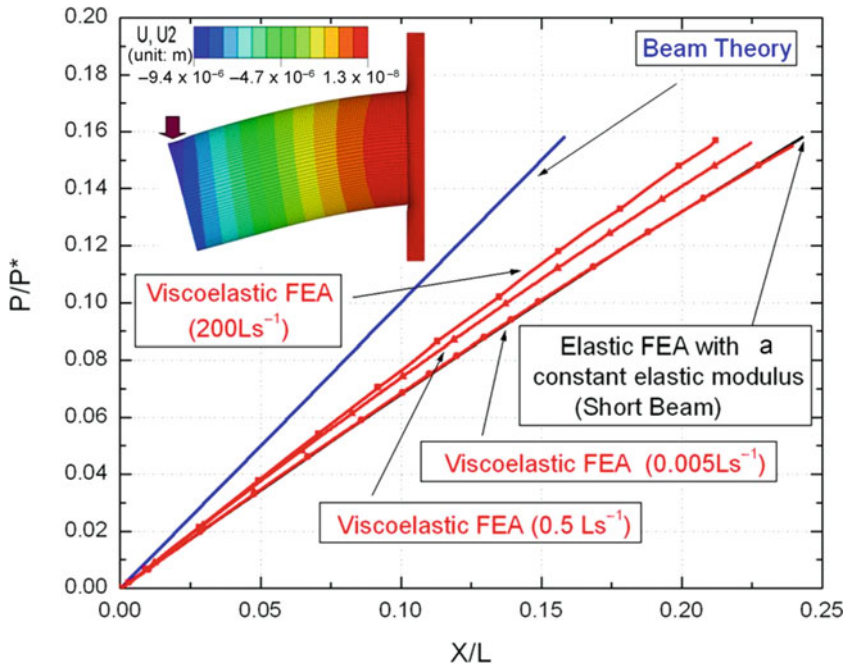 U, U2
(unit: m)
–9.4 x 10⁻⁶ –4.7 x 10⁻⁶ 1.3 x 10⁻⁸
Beam Theory
Viscoelastic FEA
(200Ls⁻¹)
Elastic FEA with a
constant elastic modulus
(Short Beam)
Viscoelastic FEA (0.005Ls⁻¹)
Viscoelastic FEA (0.5 Ls⁻¹)
P/P*
0.20
0.18
0.16
0.14
0.12
0.10
0.08
0.06
0.04
0.02
0.00
0.00 0.05 0.10 0.15 0.20 0.25
X/L